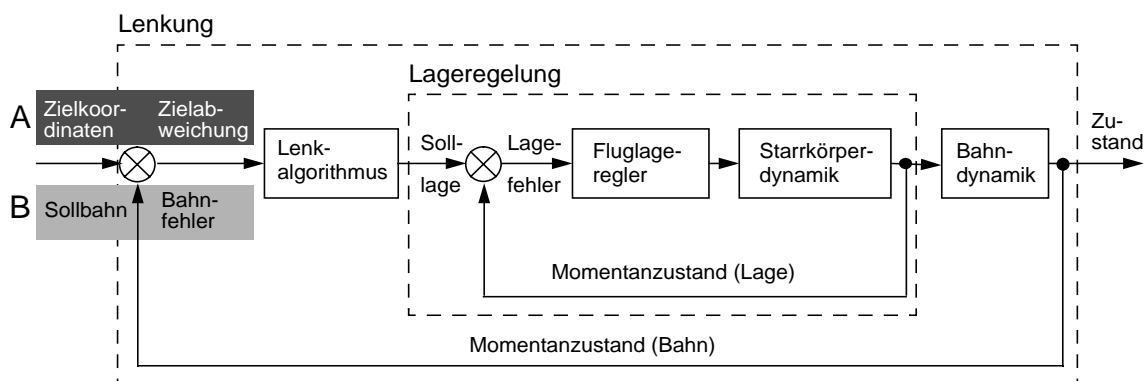 Lenkung
Lageregelung
A
Zielkoor-
dinaten
Zielab-
weichung
Lenk-
algorithmus
Soll-
lage
Lage-
fehler
Fluglage-
regler
Starrkörper-
dynamik
Bahn-
dynamik
Zu-
stand
B
Sollbahn
Bahn-
fehler
Momentanzustand (Lage)
Momentanzustand (Bahn)